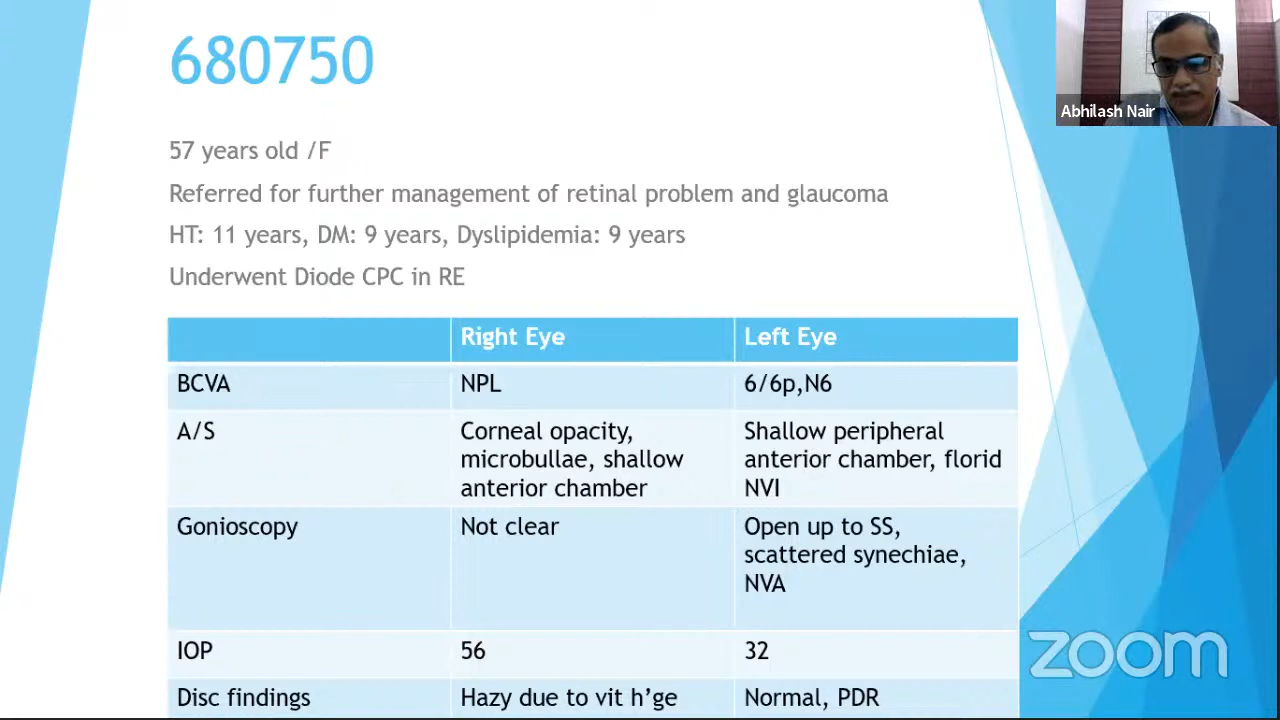 680750
Abhilash Nair
57 years old /F
Referred for further management of retinal problem and glaucoma
HT: 11 years, DM: 9 years, Dyslipidemia: 9 years
Underwent Diode CPC in RE
Right Eye Left Eye
BCVA NPL 6/6p,N6
A/S Corneal opacity, Shallow peripheral
microbullae, shallow anterior chamber, florid
anterior chamber NVI
Gonioscopy Not clear Open up to SS,
scattered synechiae,
NVA
IOP 56 32
Disc findings Hazy due to vit h’ge Normal, PDR
zoom